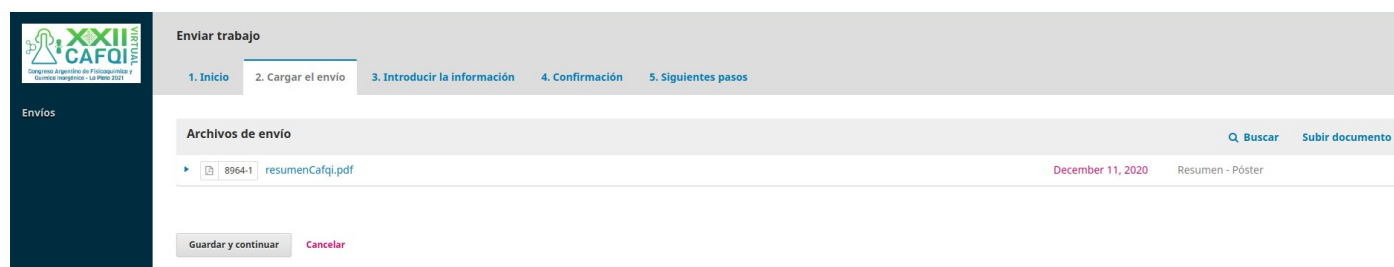 XXII
CAFQI
VIRTUAL
Congreso Argentino de Fisicoquímica y
Química Inorgánica - La Plata 2021
Envíos
Enviar trabajo
1. Inicio 2. Cargar el envío 3. Introducir la información 4. Confirmación 5. Siguientes pasos
Archivos de envío Buscar Subir documento
8964-1 resumenCafqi.pdf December 11, 2020 Resumen - Póster
Guardar y continuar Cancelar